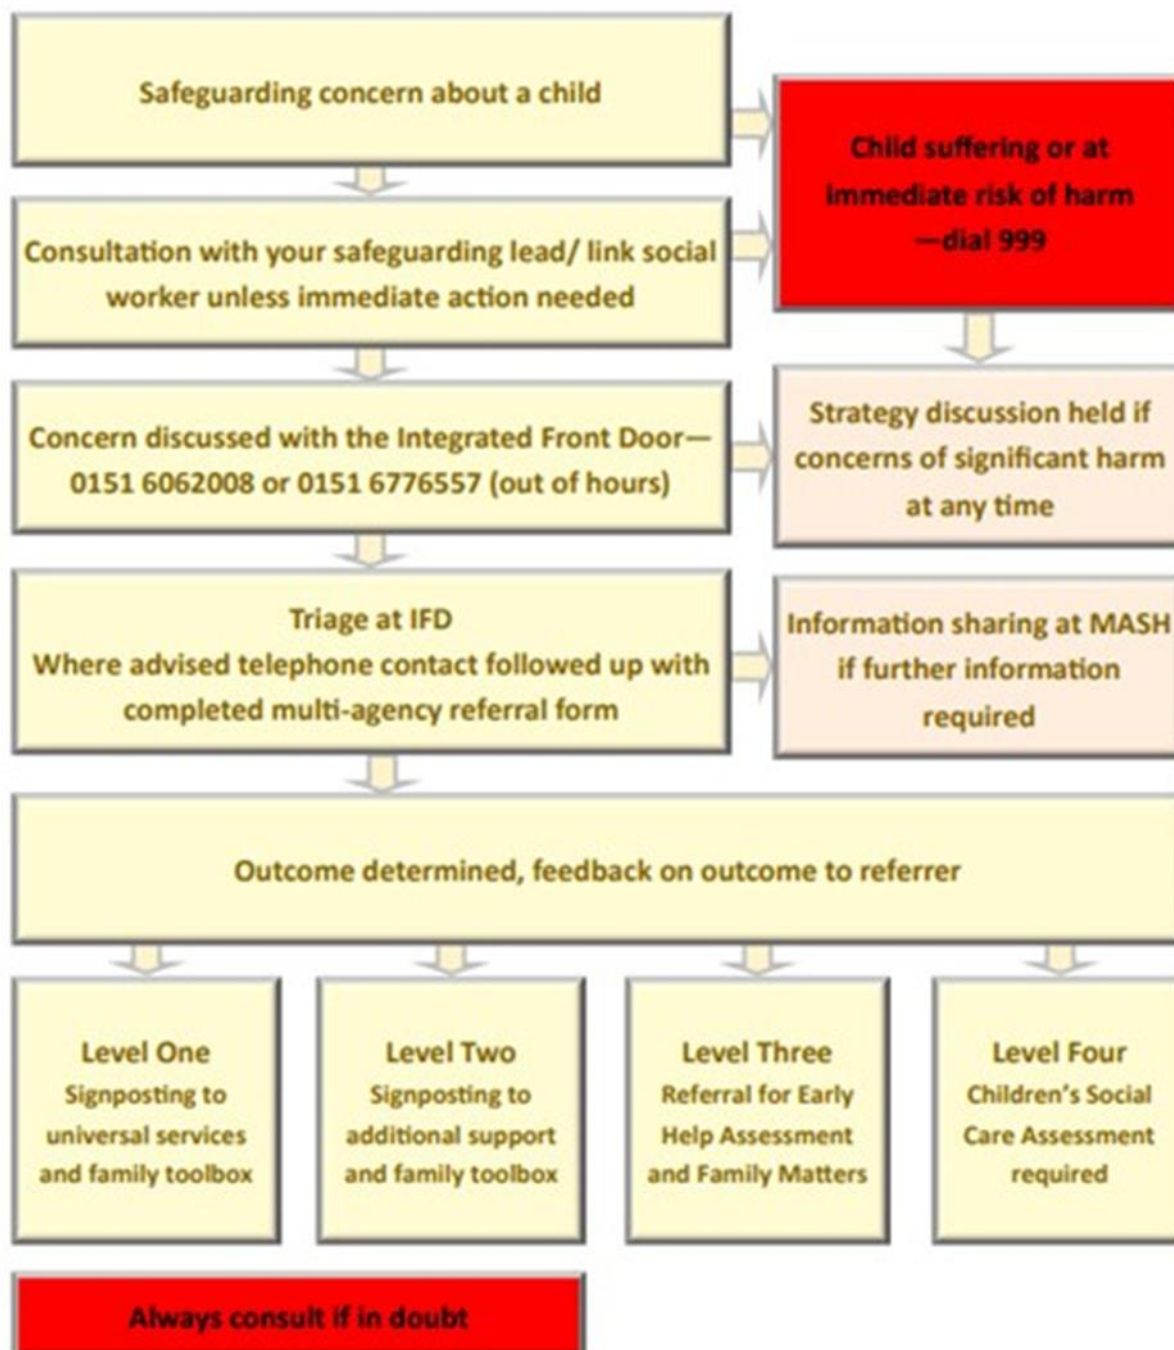 Safeguarding concern about a child
Child suffering or at
immediate risk of harm
—dial 999
Consultation with your safeguarding lead/ link social
worker unless immediate action needed
Concern discussed with the Integrated Front Door—
0151 6062008 or 0151 6776557 (out of hours)
Strategy discussion held if
concerns of significant harm
at any time
Triage at IFD
Where advised telephone contact followed up with
completed multi-agency referral form
Information sharing at MASH
if further information
required
Outcome determined, feedback on outcome to referrer
Level One
Signposting to
universal services
and family toolbox
Level Two
Signposting to
additional support
and family toolbox
Level Three
Referral for Early
Help Assessment
and Family Matters
Level Four
Children's Social
Care Assessment
required
Always consult if in doubt